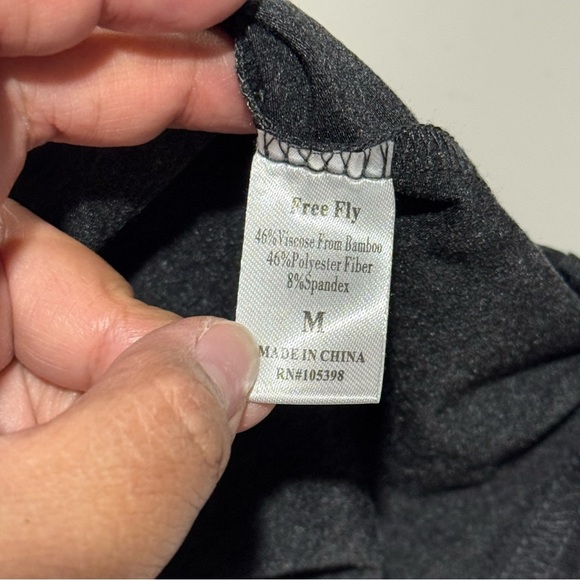 Free Fly
46%Viscose From Bamboo
46%Polyester Fiber
8%Spandex
M
MADE IN CHINA
RN#105398